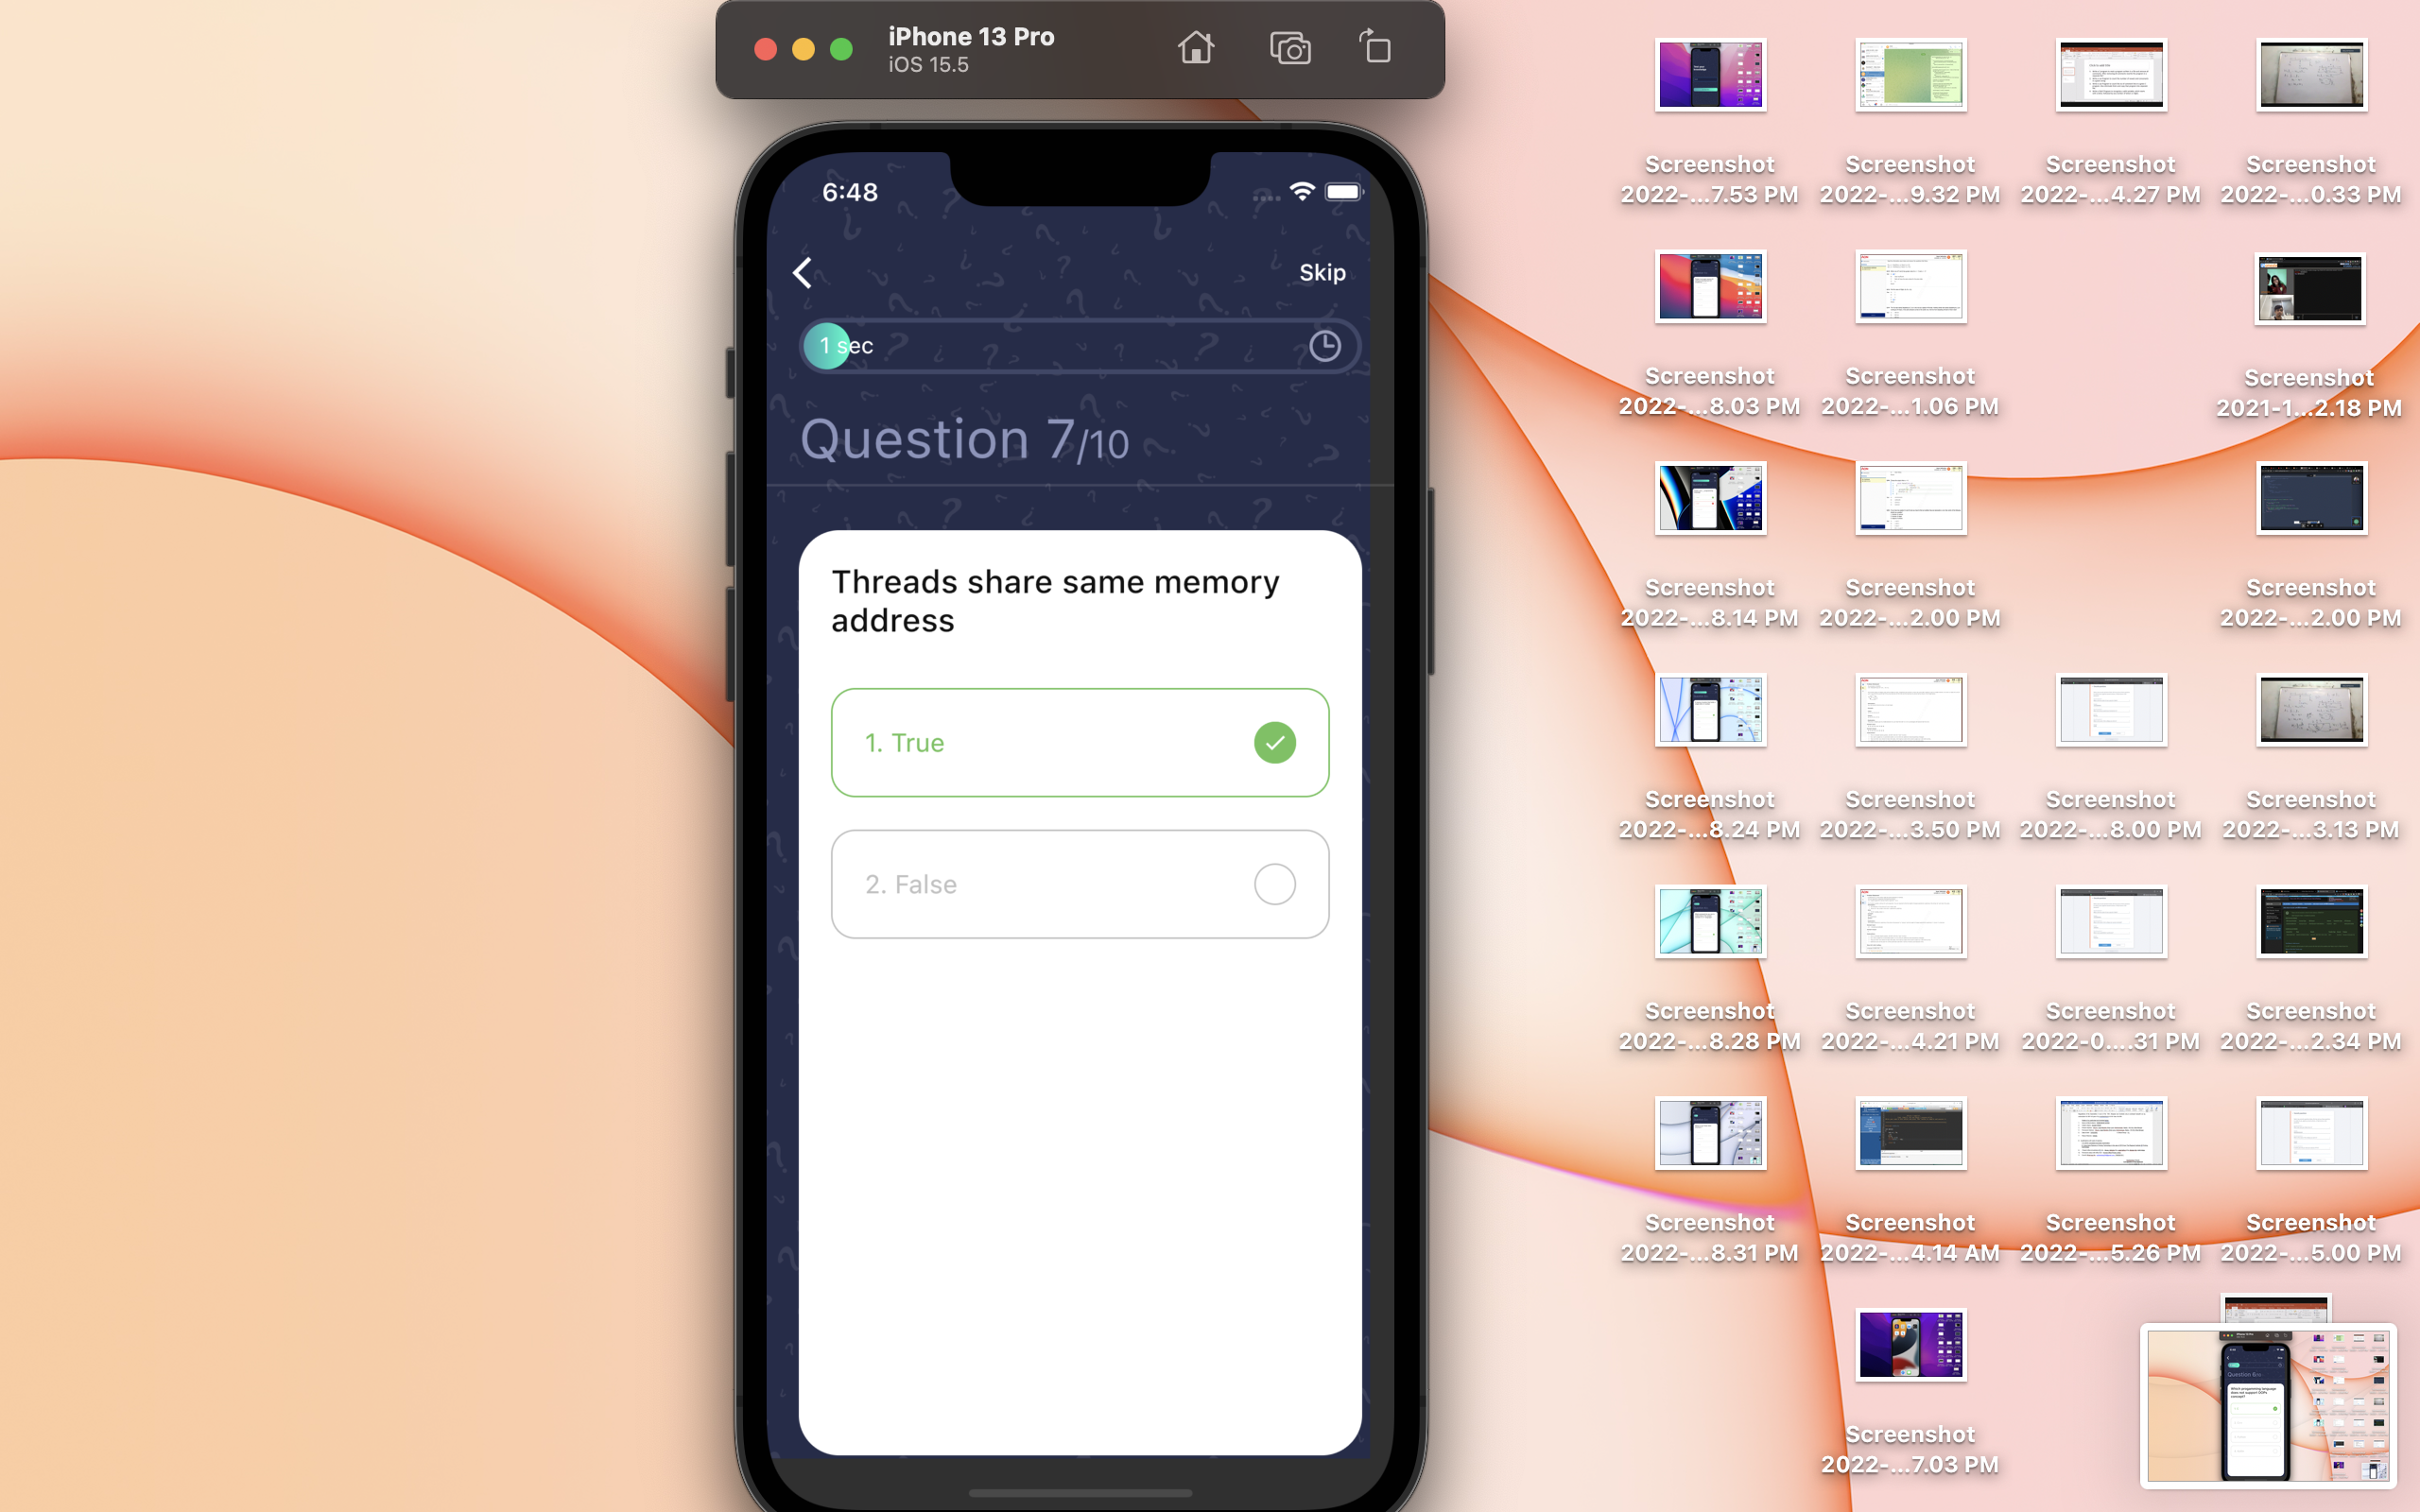 iPhone 13 Pro
iOS 15.5
6:48
Skip
1 sec
Question 7/10
Threads share same memory
address
1. True
2. False
Screenshot
2022-...7.53 PM
Screenshot
2022-...9.32 PM
Screenshot
2022-...4.27 PM
Screenshot
2022-...0.33 PM
Screenshot
2022-...8.03 PM
Screenshot
2022-...1.06 PM
Screenshot
2021-1...2.18 PM
Screenshot
2022-...8.14 PM
Screenshot
2022-...2.00 PM
Screenshot
2022-...2.00 PM
Screenshot
2022-...8.24 PM
Screenshot
2022-...3.50 PM
Screenshot
2022-...8.00 PM
Screenshot
2022-...3.13 PM
Screenshot
2022-...8.28 PM
Screenshot
2022-...4.21 PM
Screenshot
2022-0....31 PM
Screenshot
2022-...2.34 PM
Screenshot
2022-...8.31 PM
Screenshot
2022-...4.14 AM
Screenshot
2022-...5.26 PM
Screenshot
2022-...5.00 PM
Screenshot
2022-...7.03 PM